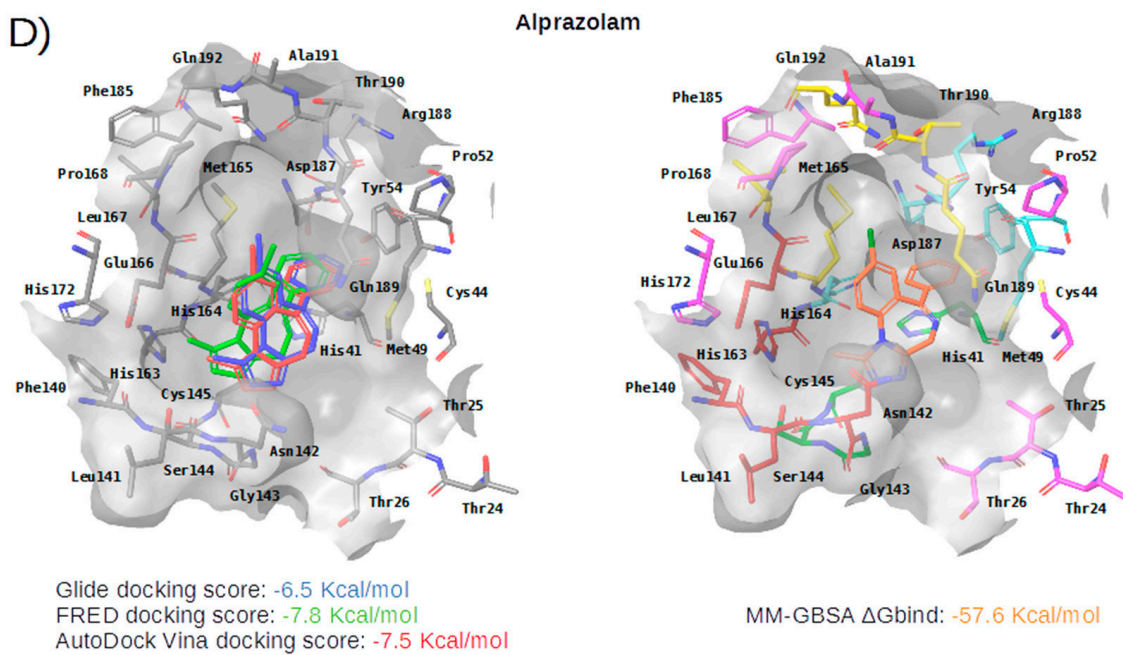 D)
Alprazolam
Gln192
Ala191
Thr190
Phe185
Arg188
Pro52
Met165
Asp187
Pro168
Tyr54
Leu167
Glu166
Gln189
Cys44
His172
His164
His41
Met49
His163
Phe140
Cys145
Thr25
Asn142
Leu141
Ser144
Gly143
Thr26
Thr24
Glide docking score: -6.5 Kcal/mol
FRED docking score: -7.8 Kcal/mol
AutoDock Vina docking score: -7.5 Kcal/mol
Gln192
Ala191
Thr190
Phe185
Arg188
Pro52
Met165
Pro168
Tyr54
Leu167
Asp187
Glu166
Gln189
Cys44
His172
His164
His41
Met49
His163
Phe140
Cys145
Thr25
Asn142
Leu141
Ser144
Gly143
Thr26
Thr24
MM-GBSA ΔGbind: -57.6 Kcal/mol